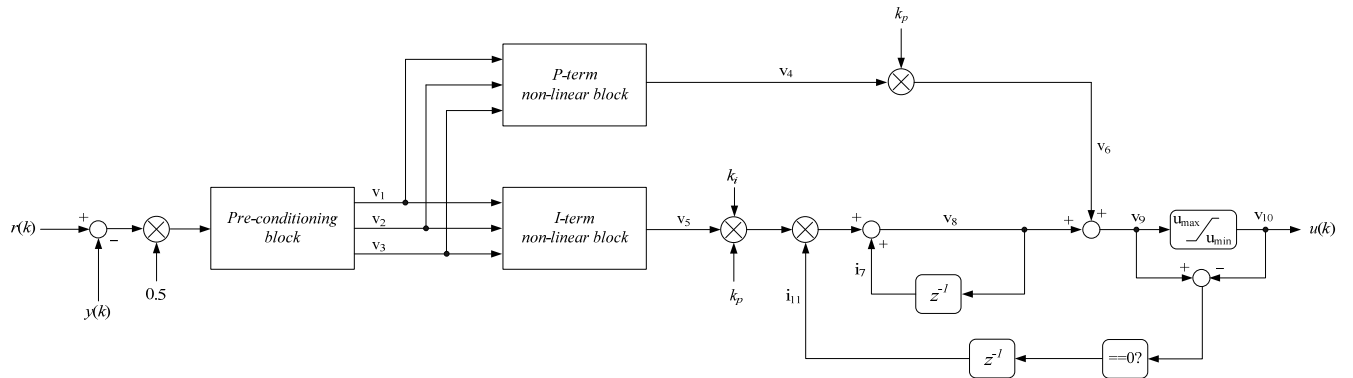 k_p
P-term
non-linear block
v_4
v_6
r(k)
+
−
0.5
y(k)
Pre-conditioning
block
v_1
v_2
v_3
I-term
non-linear block
v_5
k_i
k_p
i_11
+
+
i_7
v_8
z^-1
+
+
v_9
u_max
u_min
v_10
u(k)
+
−
z^-1
==0?